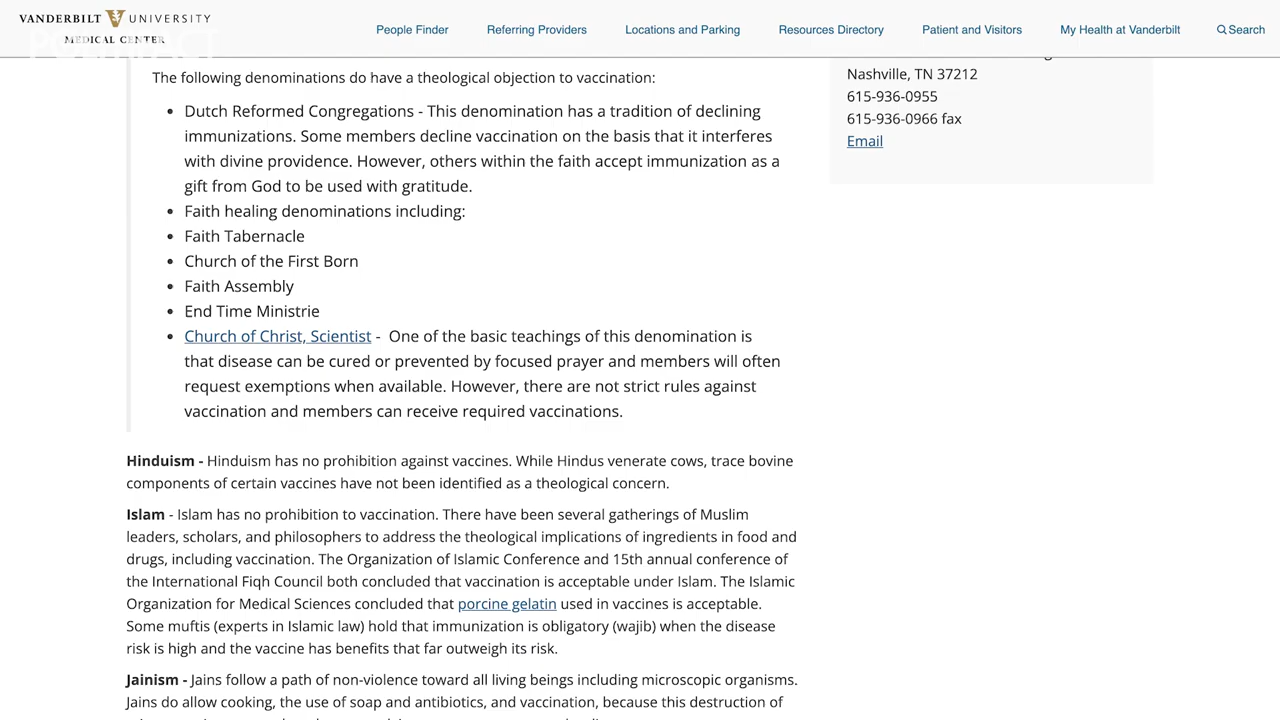 VANDERBILT UNIVERSITY
MEDICAL CENTER
People Finder
Referring Providers
Locations and Parking
Resources Directory
Patient and Visitors
My Health at Vanderbilt
Search
The following denominations do have a theological objection to vaccination:
Dutch Reformed Congregations - This denomination has a tradition of declining
immunizations. Some members decline vaccination on the basis that it interferes
with divine providence. However, others within the faith accept immunization as a
gift from God to be used with gratitude.
Faith healing denominations including:
Faith Tabernacle
Church of the First Born
Faith Assembly
End Time Ministrie
Church of Christ, Scientist - One of the basic teachings of this denomination is
that disease can be cured or prevented by focused prayer and members will often
request exemptions when available. However, there are not strict rules against
vaccination and members can receive required vaccinations.
Hinduism - Hinduism has no prohibition against vaccines. While Hindus venerate cows, trace bovine
components of certain vaccines have not been identified as a theological concern.
Islam - Islam has no prohibition to vaccination. There have been several gatherings of Muslim
leaders, scholars, and philosophers to address the theological implications of ingredients in food and
drugs, including vaccination. The Organization of Islamic Conference and 15th annual conference of
the International Fiqh Council both concluded that vaccination is acceptable under Islam. The Islamic
Organization for Medical Sciences concluded that porcine gelatin used in vaccines is acceptable.
Some muftis (experts in Islamic law) hold that immunization is obligatory (wajib) when the disease
risk is high and the vaccine has benefits that far outweigh its risk.
Jainism - Jains follow a path of non-violence toward all living beings including microscopic organisms.
Jains do allow cooking, the use of soap and antibiotics, and vaccination, because this destruction of
Nashville, TN 37212
615-936-0955
615-936-0966 fax
Email